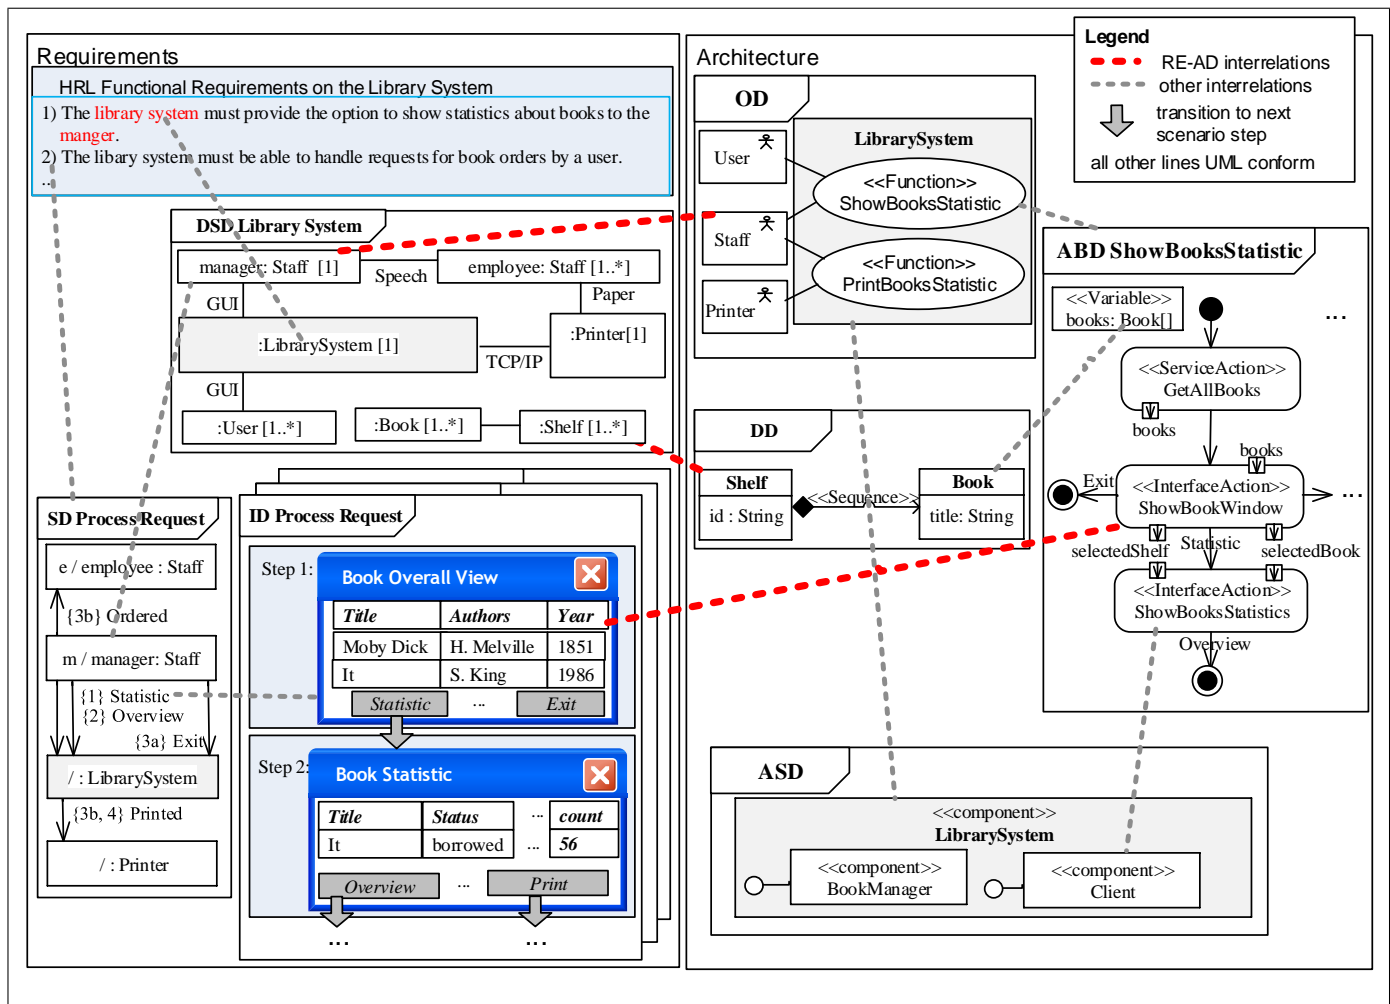 Requirements
HRL Functional Requirements on the Library System
1) The library system must provide the option to show statistics about books to the
manger.
2) The libary system must be able to handle requests for book orders by a user.
..
DSD Library System
manager: Staff [1]
Speech
employee: Staff [1..*]
GUI
Paper
:LibrarySystem [1]
TCP/IP
:Printer[1]
GUI
:User [1..*]
:Book [1..*]
:Shelf [1..*]
SD Process Request
e / employee : Staff
{3b} Ordered
m / manager: Staff
{1} Statistic
{2} Overview
{3a} Exit
/ : LibrarySystem
{3b, 4} Printed
/ : Printer
ID Process Request
Step 1:
Book Overall View
Title Authors Year
Moby Dick H. Melville 1851
It S. King 1986
Statistic ... Exit
Step 2:
Book Statistic
Title Status ... count
It borrowed ... 56
Overview ... Print
... ...
Architecture
OD
User
Staff
Printer
LibrarySystem
<<Function>>
ShowBooksStatistic
<<Function>>
PrintBooksStatistic
DD
Shelf
id : String
<<Sequence>>
Book
title: String
Legend
RE-AD interrelations
other interrelations
transition to next
scenario step
all other lines UML conform
ABD ShowBooksStatistic
<<Variable>>
books: Book[]
...
<<ServiceAction>>
GetAllBooks
books
books
Exit
<<InterfaceAction>>
ShowBookWindow
...
selectedShelf
Statistic
selectedBook
<<InterfaceAction>>
ShowBooksStatistics
Overview
ASD
<<component>>
LibrarySystem
<<component>>
BookManager
<<component>>
Client